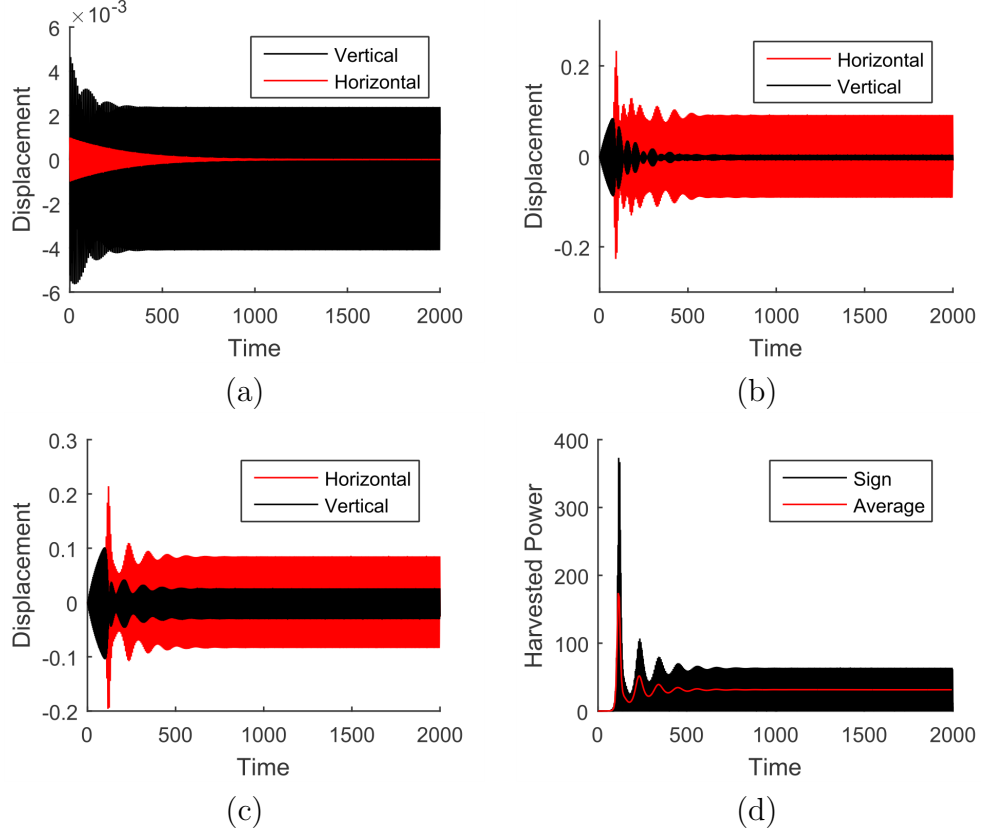 ×10⁻³
6
4
2
0
-2
-4
-6
Displacement
Vertical
Horizontal
0 500 1000 1500 2000
Time
(a)
0.2
0
-0.2
Displacement
Horizontal
Vertical
0 500 1000 1500 2000
Time
(b)
0.3
0.2
0.1
0
-0.1
-0.2
Displacement
Horizontal
Vertical
0 500 1000 1500 2000
Time
(c)
400
300
200
100
0
Harvested Power
Sign
Average
0 500 1000 1500 2000
Time
(d)